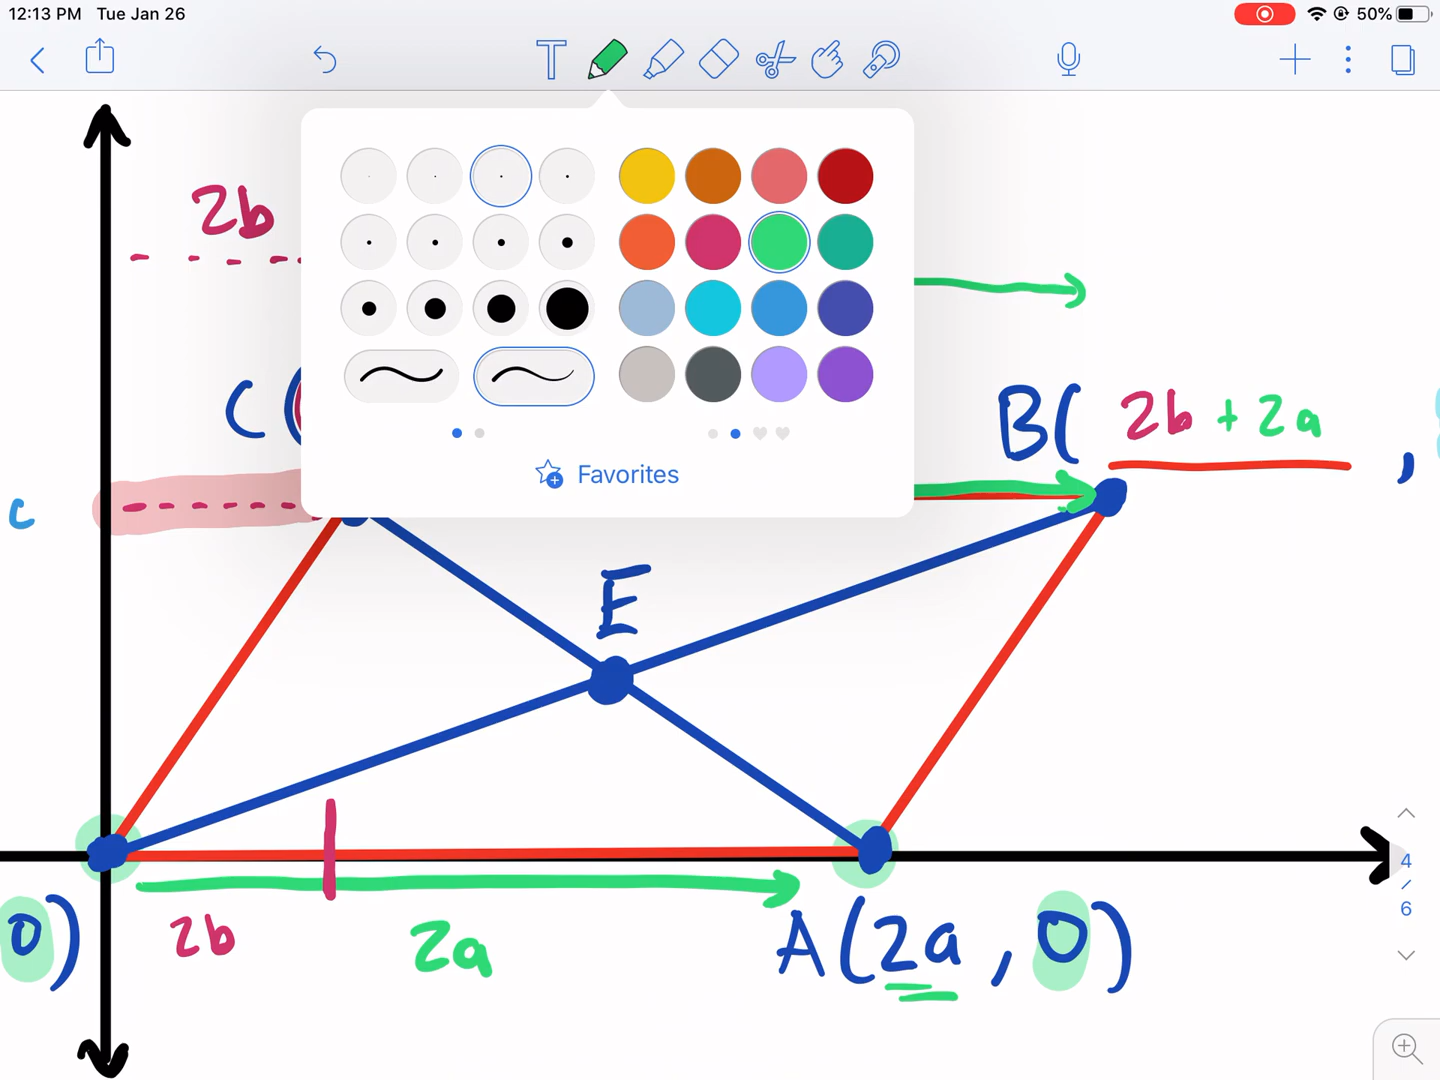 12:13 PM Tue Jan 26
50%
T
2b
C (
B( 2b + 2a ,
c
Favorites
E
4
/
6
0)
2b
2a
A(2a , 0)